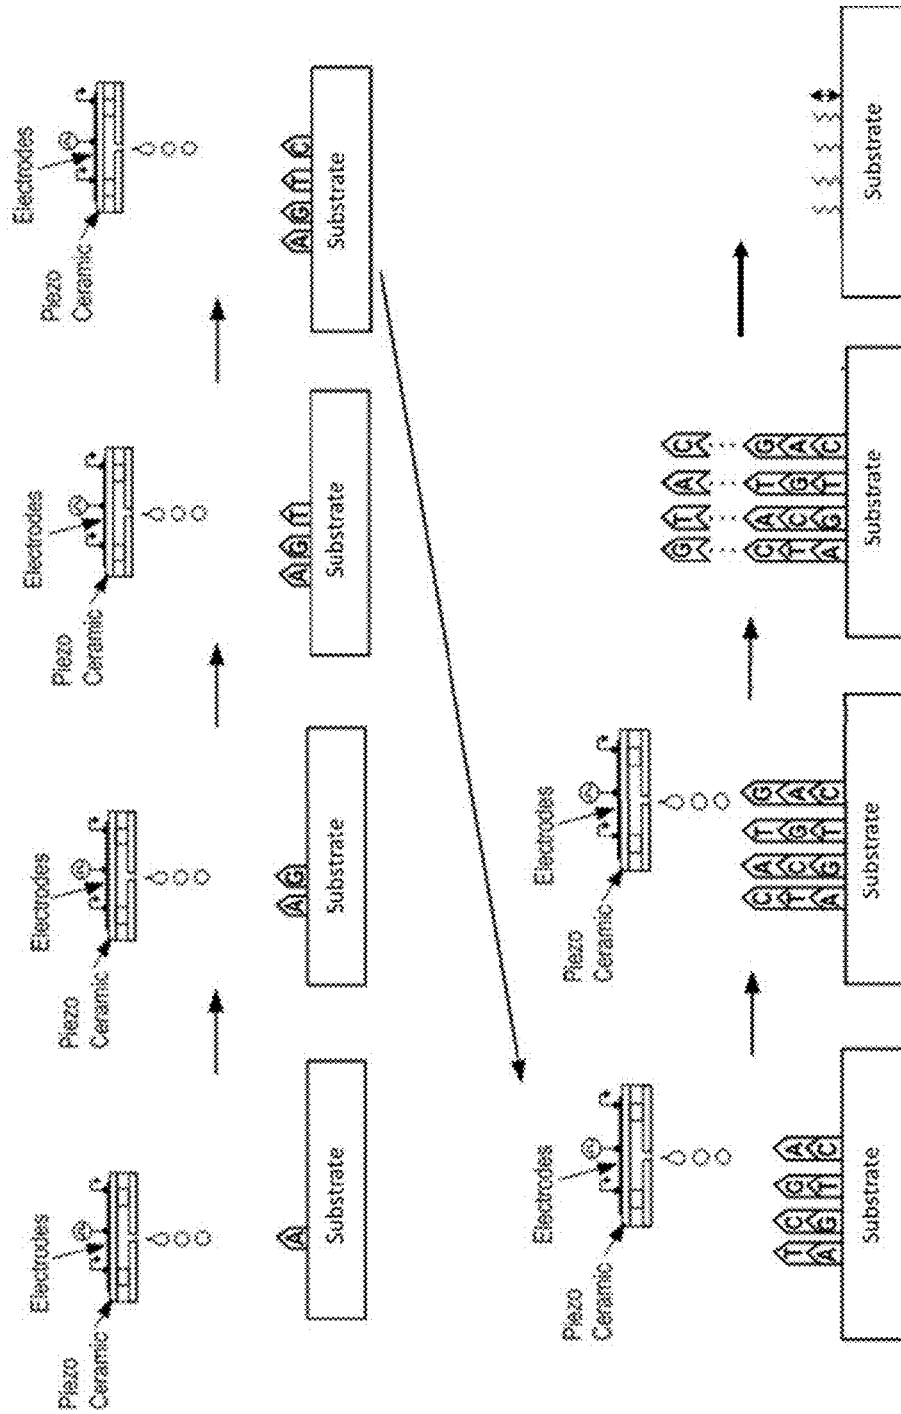 Electrodes
Piezo
Ceramic
A
Substrate
Electrodes
Piezo
Ceramic
A G
Substrate
Electrodes
Piezo
Ceramic
A G T
Substrate
Electrodes
Piezo
Ceramic
A G T C
Substrate
Electrodes
Piezo
Ceramic
T C G A
A G T C
Substrate
Electrodes
Piezo
Ceramic
C A T G
T C G A
A G T C
Substrate
G T A C
C A T G
T C G A
A G T C
Substrate
Substrate